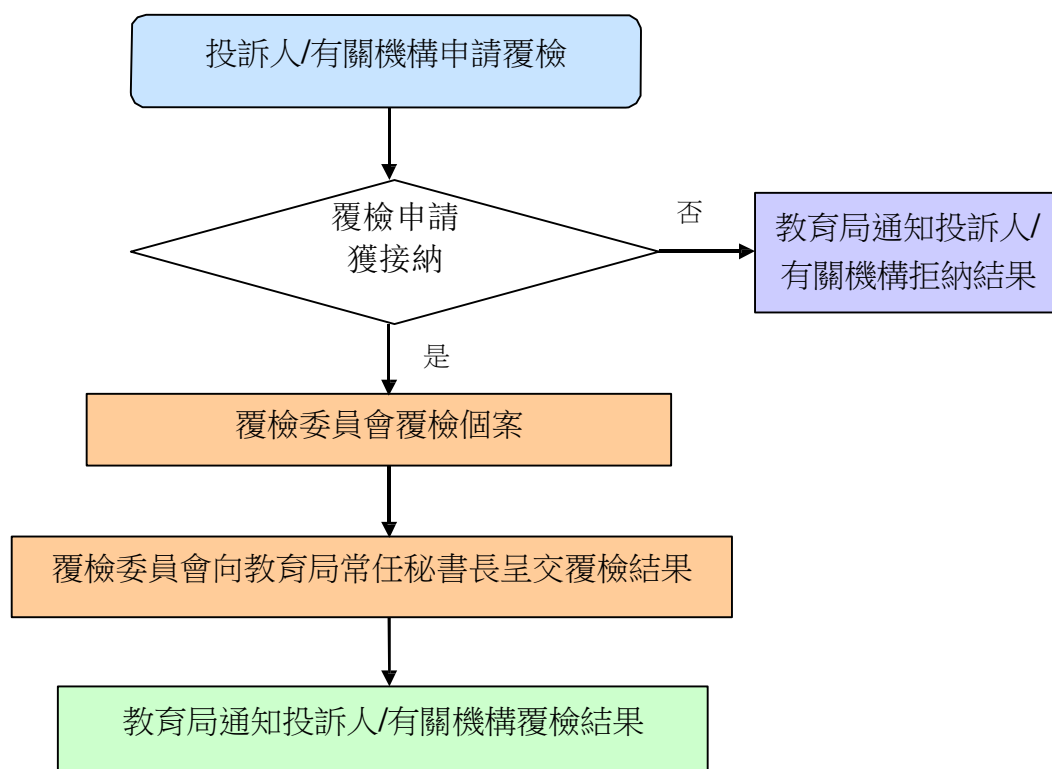 投訴人/有關機構申請覆檢
覆檢申請
獲接納
否
教育局通知投訴人/
有關機構拒納結果
是
覆檢委員會覆檢個案
覆檢委員會向教育局常任秘書長呈交覆檢結果
教育局通知投訴人/有關機構覆檢結果